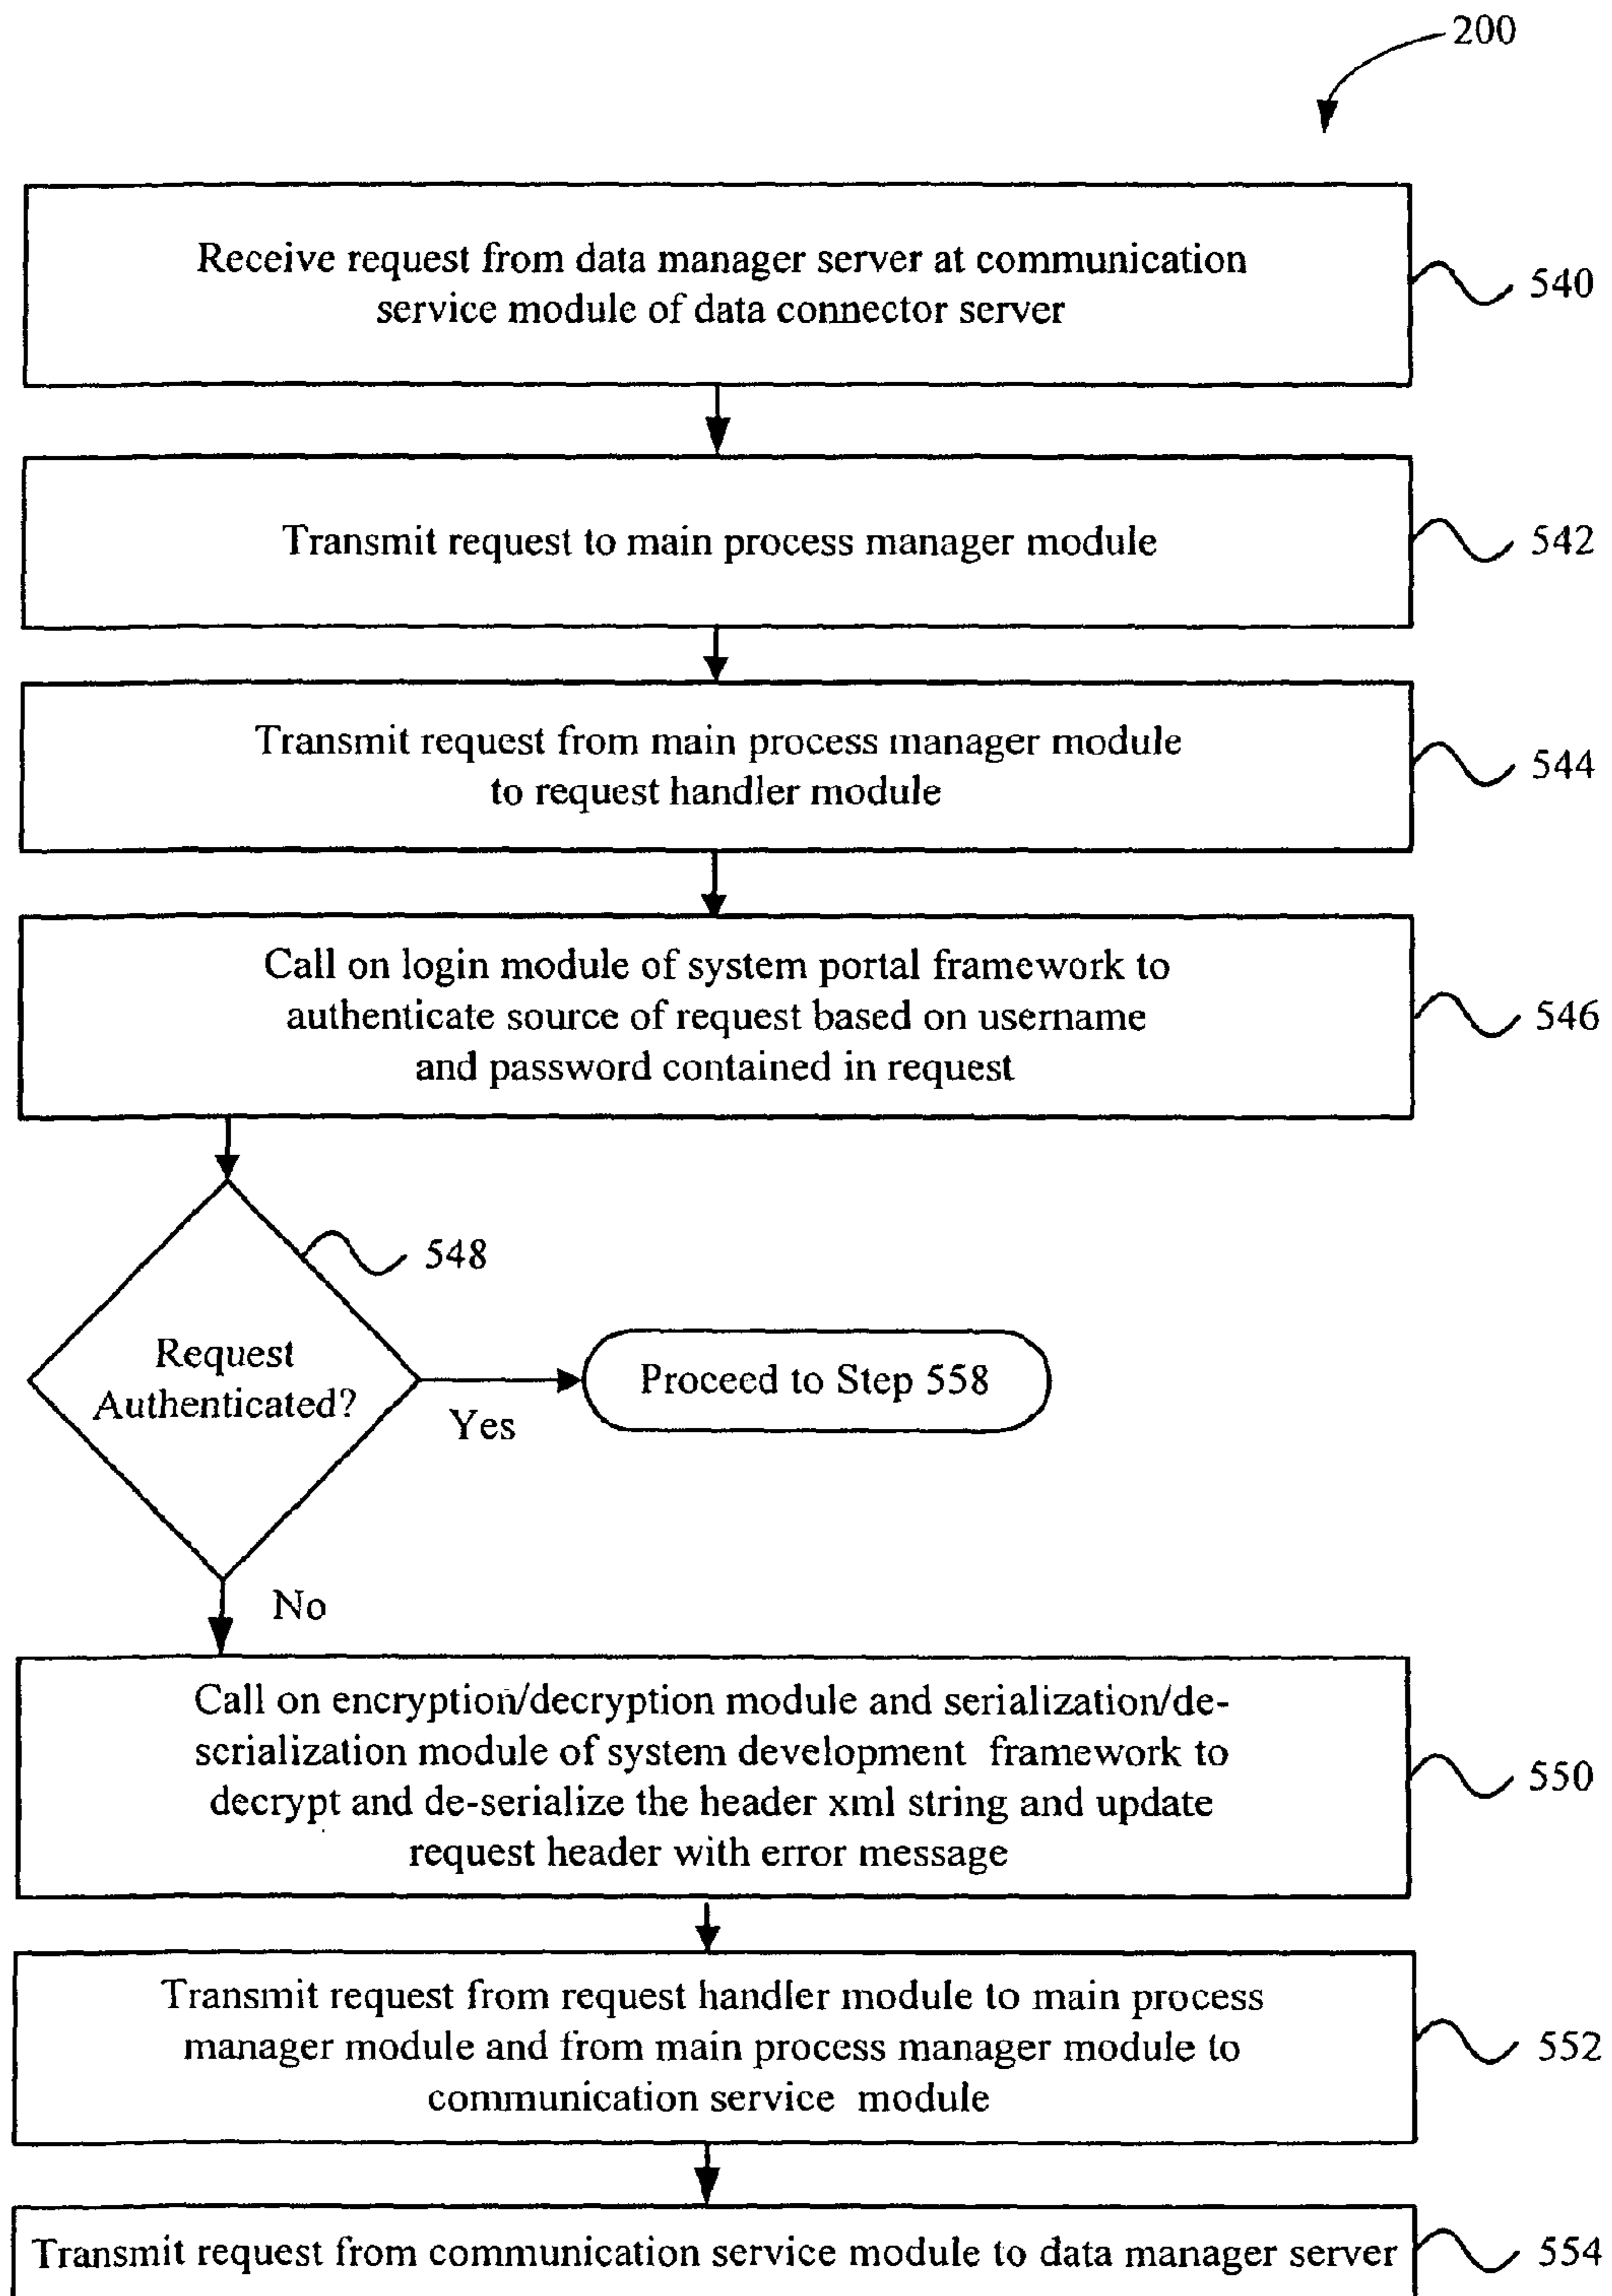 200
Receive request from data manager server at communication
service module of data connector server
540
Transmit request to main process manager module
542
Transmit request from main process manager module
to request handler module
544
Call on login module of system portal framework to
authenticate source of request based on username
and password contained in request
546
548
Request
Authenticated?
Yes
Proceed to Step 558
No
Call on encryption/decryption module and serialization/de-
serialization module of system development framework to
decrypt and de-serialize the header xml string and update
request header with error message
550
Transmit request from request handler module to main process
manager module and from main process manager module to
communication service module
552
Transmit request from communication service module to data manager server
554